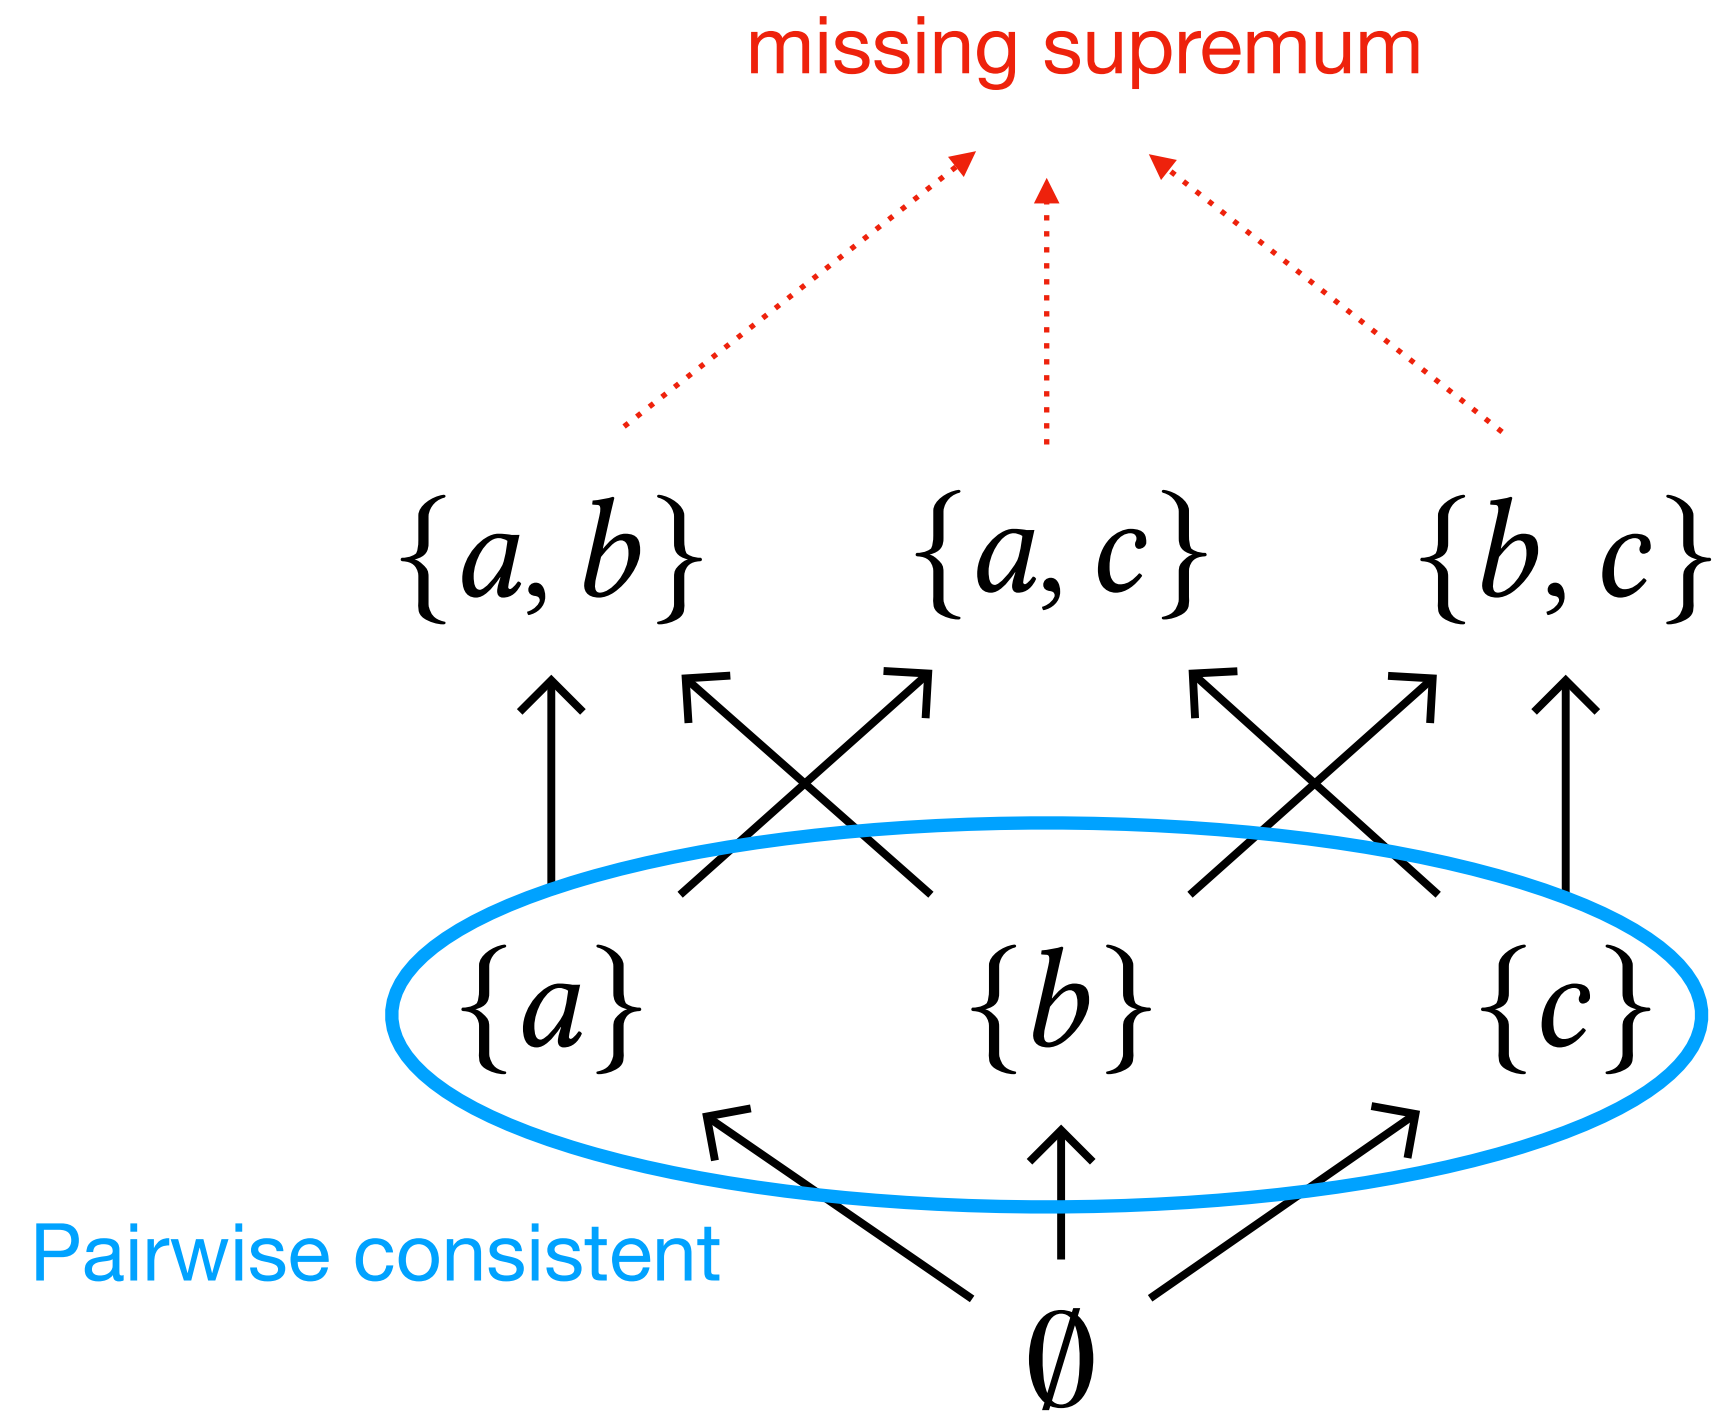 missing supremum
{a, b} {a, c} {b, c}
{a} {b} {c}
Pairwise consistent
∅